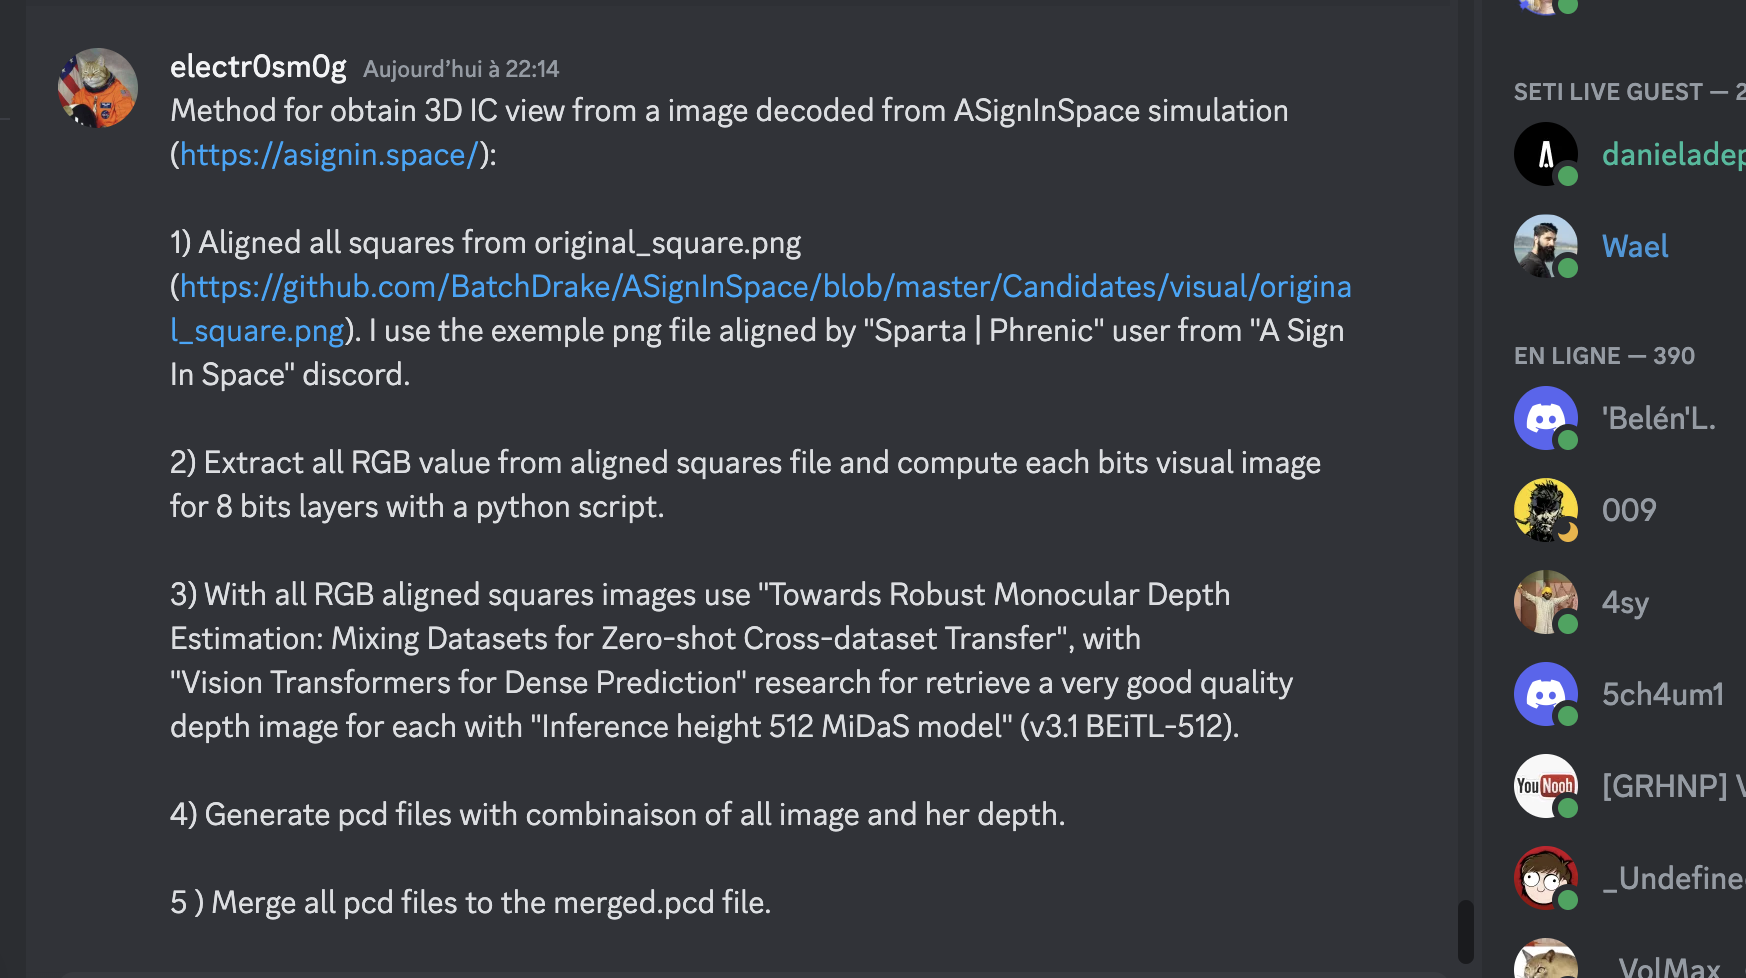 electr0sm0g Aujourd'hui à 22:14
Method for obtain 3D IC view from a image decoded from ASignInSpace simulation
(https://asignin.space/):
1) Aligned all squares from original_square.png
(https://github.com/BatchDrake/ASignInSpace/blob/master/Candidates/visual/origina
l_square.png). I use the exemple png file aligned by "Sparta | Phrenic" user from "A Sign
In Space" discord.
2) Extract all RGB value from aligned squares file and compute each bits visual image
for 8 bits layers with a python script.
3) With all RGB aligned squares images use "Towards Robust Monocular Depth
Estimation: Mixing Datasets for Zero-shot Cross-dataset Transfer", with
"Vision Transformers for Dense Prediction" research for retrieve a very good quality
depth image for each with "Inference height 512 MiDaS model" (v3.1 BEiTL-512).
4) Generate pcd files with combinaison of all image and her depth.
5 ) Merge all pcd files to the merged.pcd file.
SETI LIVE GUEST — 2
danieladep
Wael
EN LIGNE — 390
'Belén'L.
009
4sy
5ch4um1
You Noob
[GRHNP] V
_Undefine
VolMax